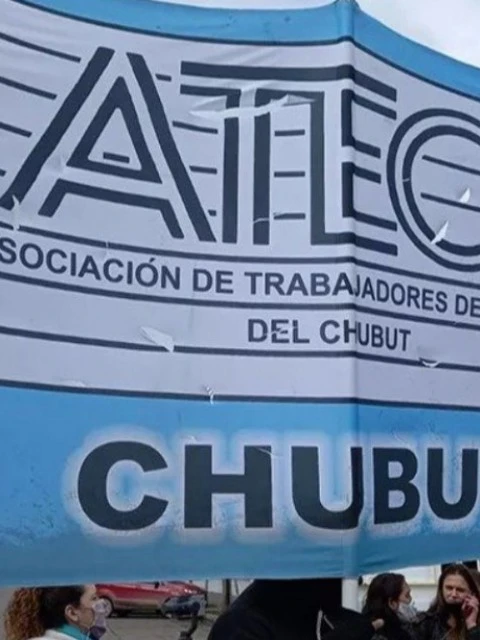 ATEC
SOCIACIÓN DE TRABAJADORES DE
DEL CHUBUT
CHUBU